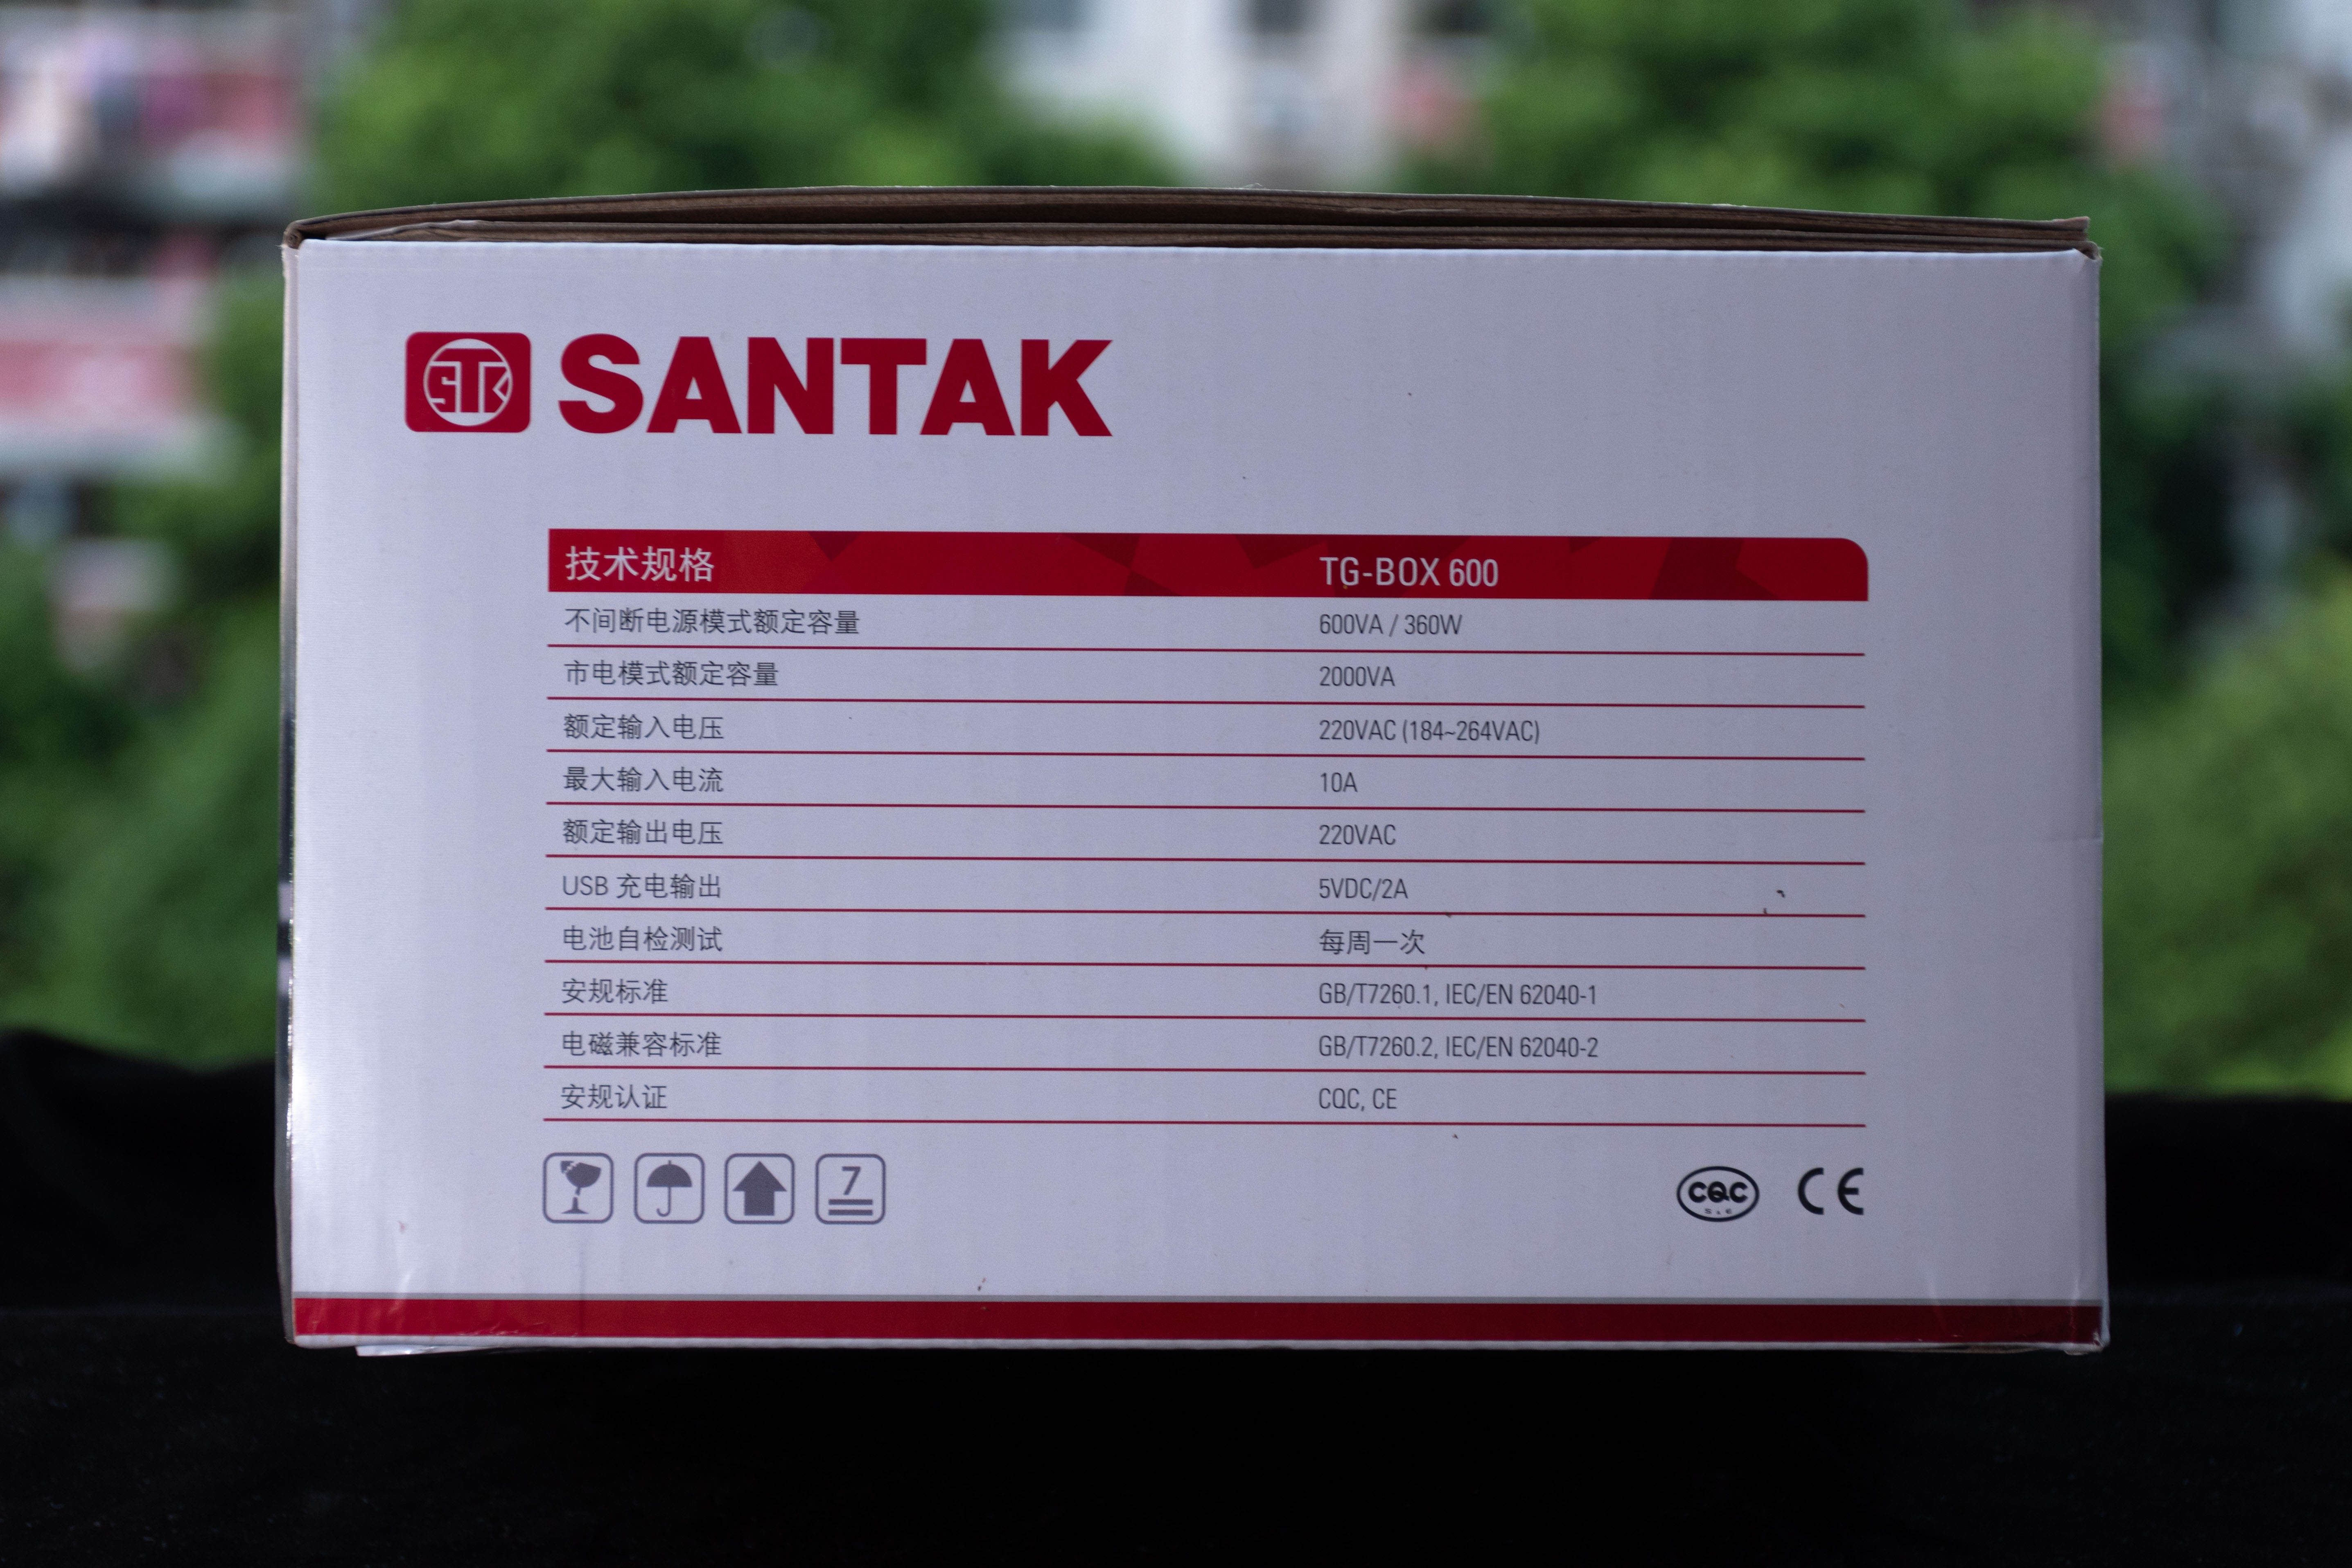 STK SANTAK
技术规格 TG-BOX 600
不间断电源模式额定容量 600VA / 360W
市电模式额定容量 2000VA
额定输入电压 220VAC (184~264VAC)
最大输入电流 10A
额定输出电压 220VAC
USB 充电输出 5VDC/2A
电池自检测试 每周一次
安规标准 GB/T7260.1, IEC/EN 62040-1
电磁兼容标准 GB/T7260.2, IEC/EN 62040-2
安规认证 CQC, CE
7 CQC CE